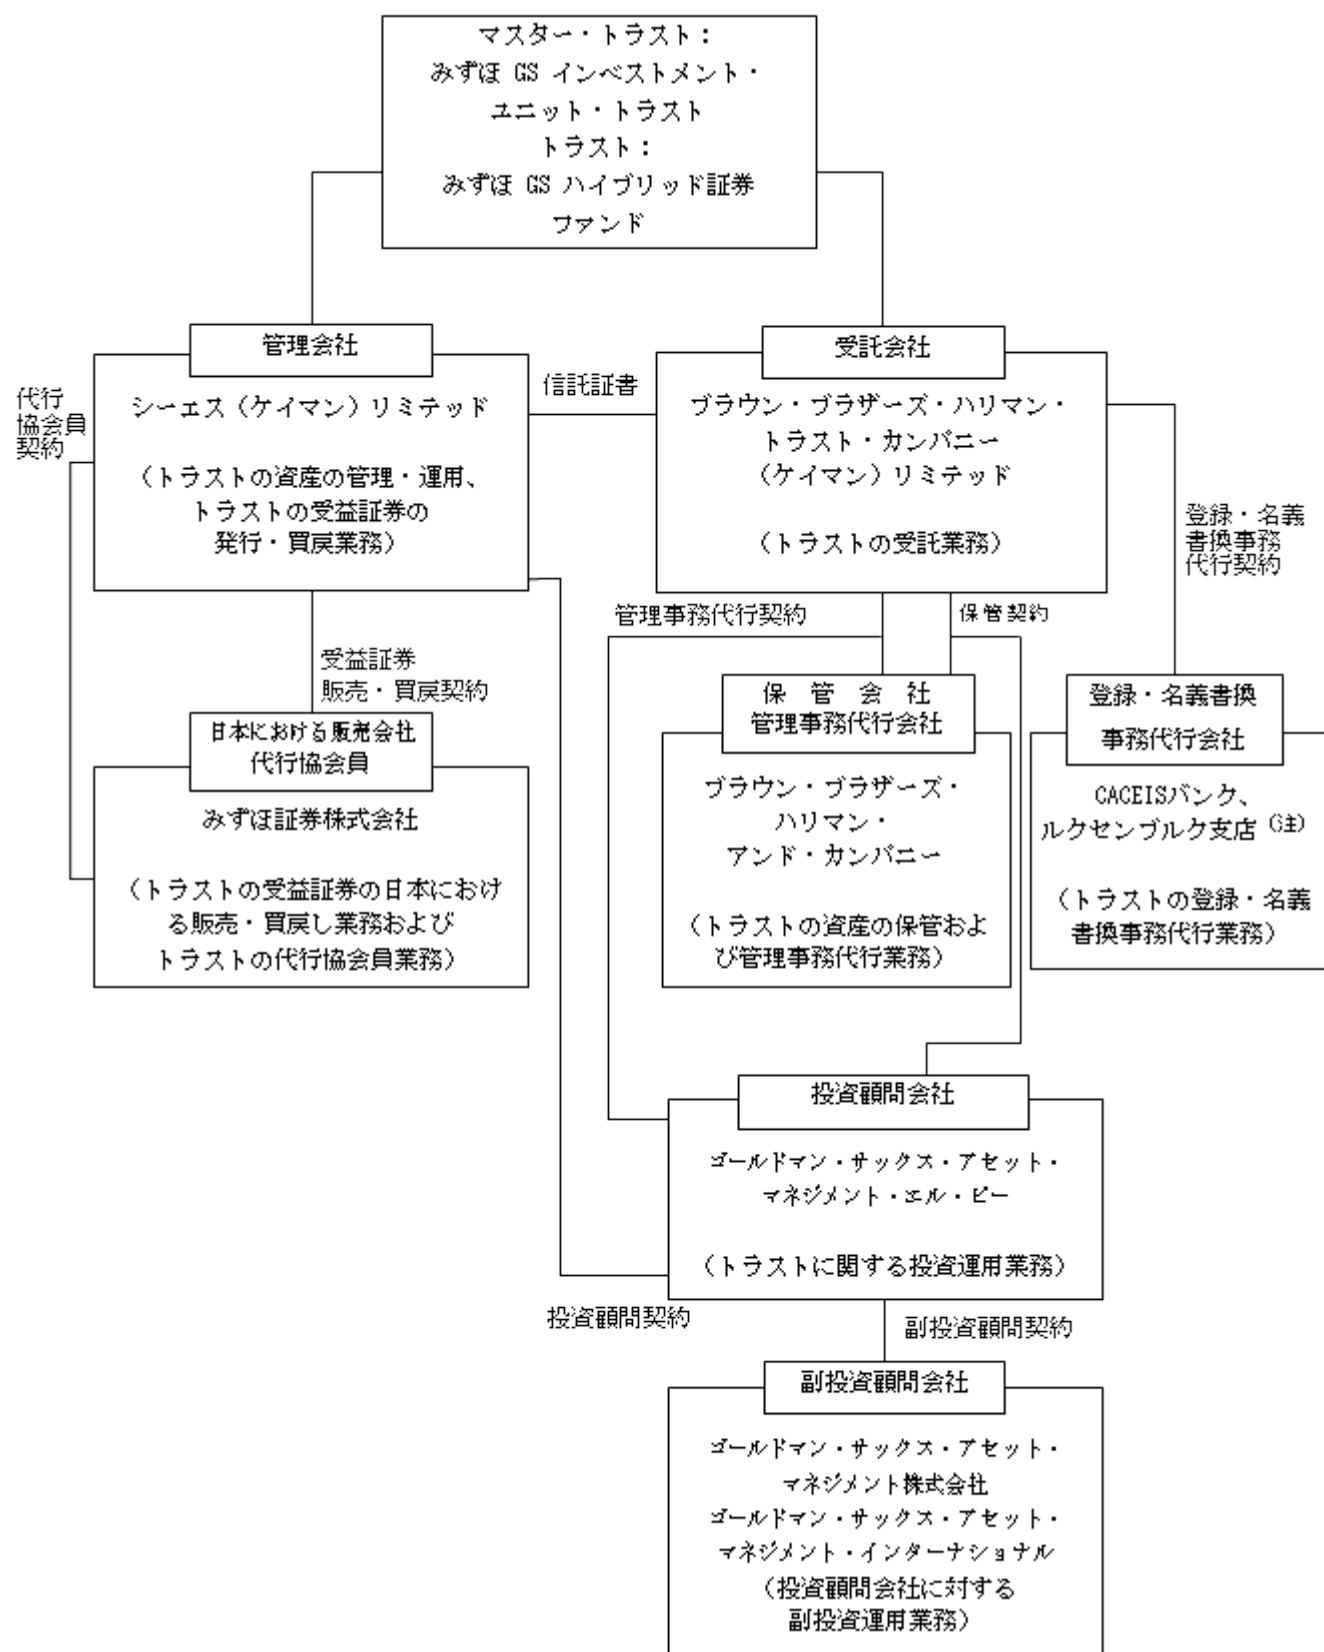 マスター・トラスト：
みずほ GS インベストメント・
ユニット・トラスト
トラスト：
みずほ GS ハイブリッド証券
ファンド
管理会社
シーエス（ケイマン）リミテッド
（トラストの資産の管理・運用、
トラストの受益証券の
発行・買戻業務）
代行
協会員
契約
信託証書
受託会社
ブラウン・ブラザーズ・ハリマン・
トラスト・カンパニー
（ケイマン）リミテッド
（トラストの受託業務）
登録・名義
書換事務
代行契約
管理事務代行契約
保管契約
受益証券
販売・買戻契約
日本における販売会社
代行協会員
みずほ証券株式会社
（トラストの受益証券の日本におけ
る販売・買戻し業務および
トラストの代行協会員業務）
保　管　会　社
管理事務代行会社
ブラウン・ブラザーズ・
ハリマン・
アンド・カンパニー
（トラストの資産の保管およ
び管理事務代行業務）
登録・名義書換
事務代行会社
CACEISバンク、
ルクセンブルク支店（注）
（トラストの登録・名義
書換事務代行業務）
投資顧問会社
ゴールドマン・サックス・アセット・
マネジメント・エル・ピー
（トラストに関する投資運用業務）
投資顧問契約
副投資顧問契約
副投資顧問会社
ゴールドマン・サックス・アセット・
マネジメント株式会社
ゴールドマン・サックス・アセット・
マネジメント・インターナショナル
（投資顧問会社に対する
副投資運用業務）